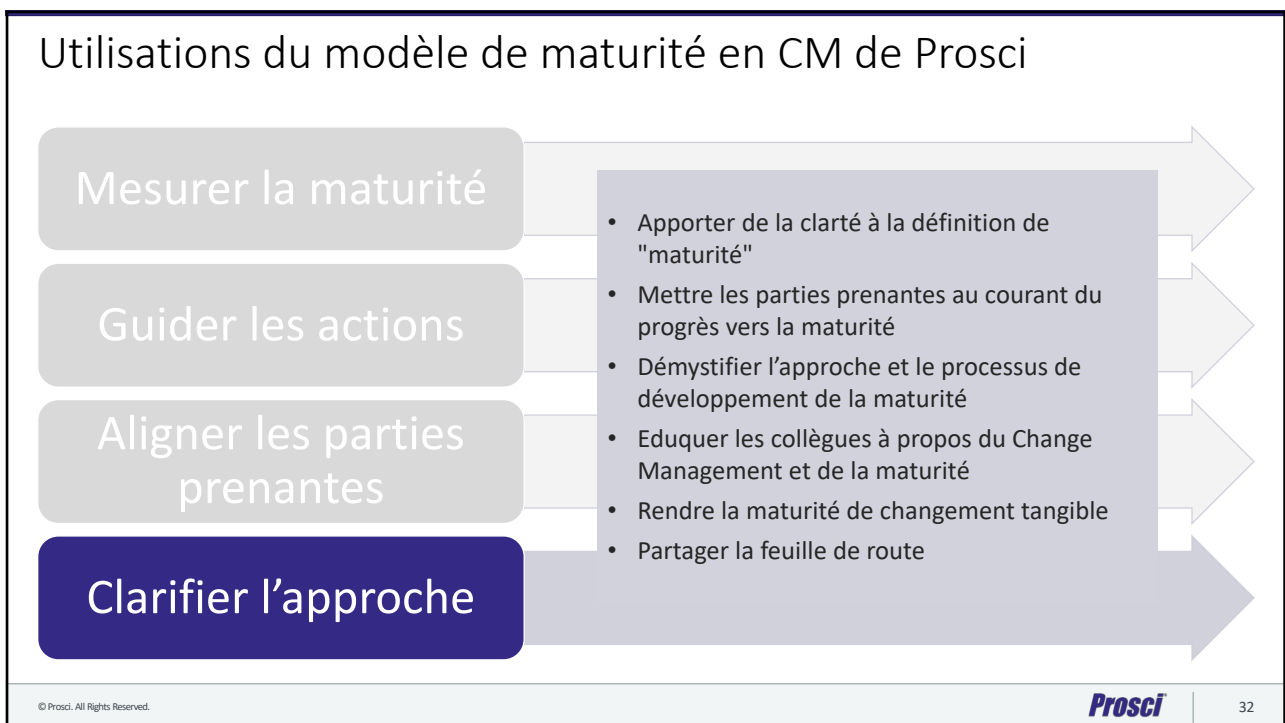 Utilisations du modèle de maturité en CM de Prosci
Mesurer la maturité
Guider les actions
Aligner les parties
prenantes
Clarifier l’approche
• Apporter de la clarté à la définition de
"maturité"
• Mettre les parties prenantes au courant du
progrès vers la maturité
• Démystifier l’approche et le processus de
développement de la maturité
• Eduquer les collègues à propos du Change
Management et de la maturité
• Rendre la maturité de changement tangible
• Partager la feuille de route
© Prosci. All Rights Reserved.
Prosci
32